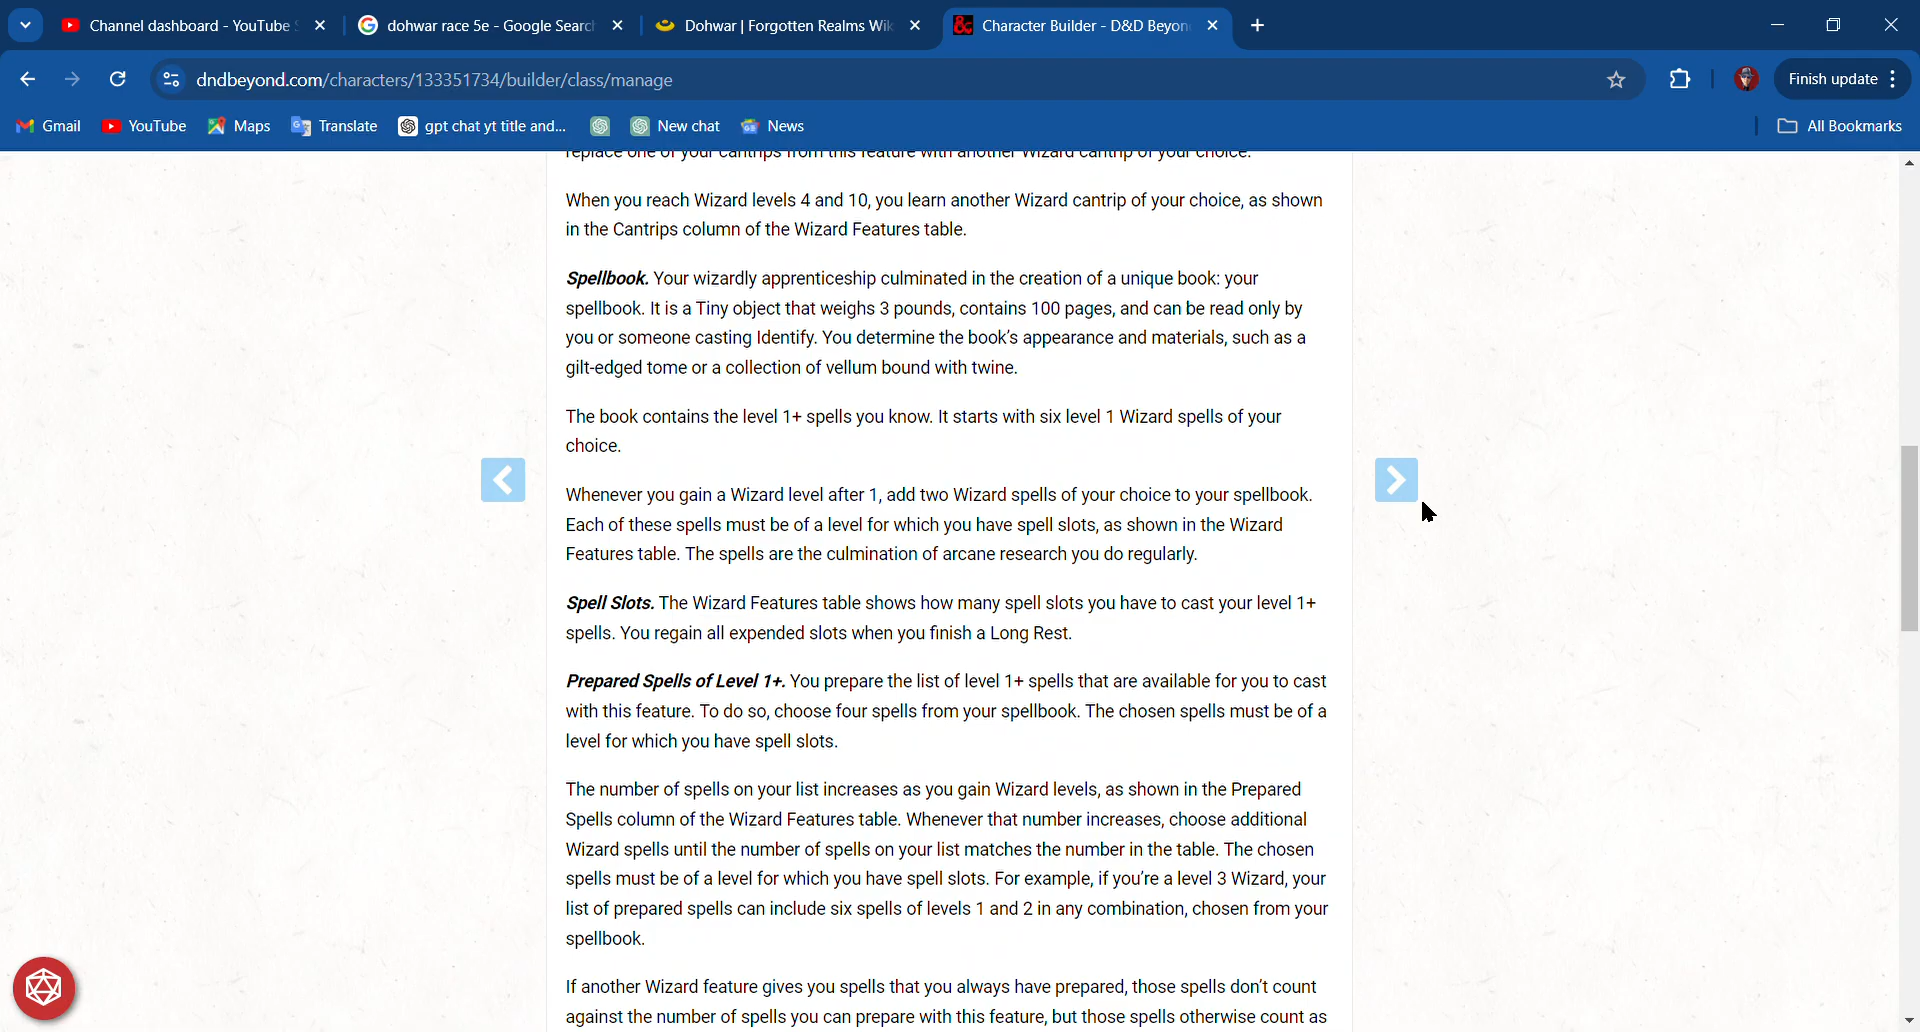 Channel dashboard - YouTube S
dohwar race 5e - Google Search
Dohwar | Forgotten Realms Wik
Character Builder - D&D Beyon
dndbeyond.com/characters/133351734/builder/class/manage
Finish update
Gmail
YouTube
Maps
Translate
gpt chat yt title and...
New chat
News
All Bookmarks
replace one of your cantrips from this feature with another Wizard cantrip of your choice.
When you reach Wizard levels 4 and 10, you learn another Wizard cantrip of your choice, as shown
in the Cantrips column of the Wizard Features table.
Spellbook. Your wizardly apprenticeship culminated in the creation of a unique book: your
spellbook. It is a Tiny object that weighs 3 pounds, contains 100 pages, and can be read only by
you or someone casting Identify. You determine the book’s appearance and materials, such as a
gilt-edged tome or a collection of vellum bound with twine.
The book contains the level 1+ spells you know. It starts with six level 1 Wizard spells of your
choice.
Whenever you gain a Wizard level after 1, add two Wizard spells of your choice to your spellbook.
Each of these spells must be of a level for which you have spell slots, as shown in the Wizard
Features table. The spells are the culmination of arcane research you do regularly.
Spell Slots. The Wizard Features table shows how many spell slots you have to cast your level 1+
spells. You regain all expended slots when you finish a Long Rest.
Prepared Spells of Level 1+. You prepare the list of level 1+ spells that are available for you to cast
with this feature. To do so, choose four spells from your spellbook. The chosen spells must be of a
level for which you have spell slots.
The number of spells on your list increases as you gain Wizard levels, as shown in the Prepared
Spells column of the Wizard Features table. Whenever that number increases, choose additional
Wizard spells until the number of spells on your list matches the number in the table. The chosen
spells must be of a level for which you have spell slots. For example, if you’re a level 3 Wizard, your
list of prepared spells can include six spells of levels 1 and 2 in any combination, chosen from your
spellbook.
If another Wizard feature gives you spells that you always have prepared, those spells don’t count
against the number of spells you can prepare with this feature, but those spells otherwise count as